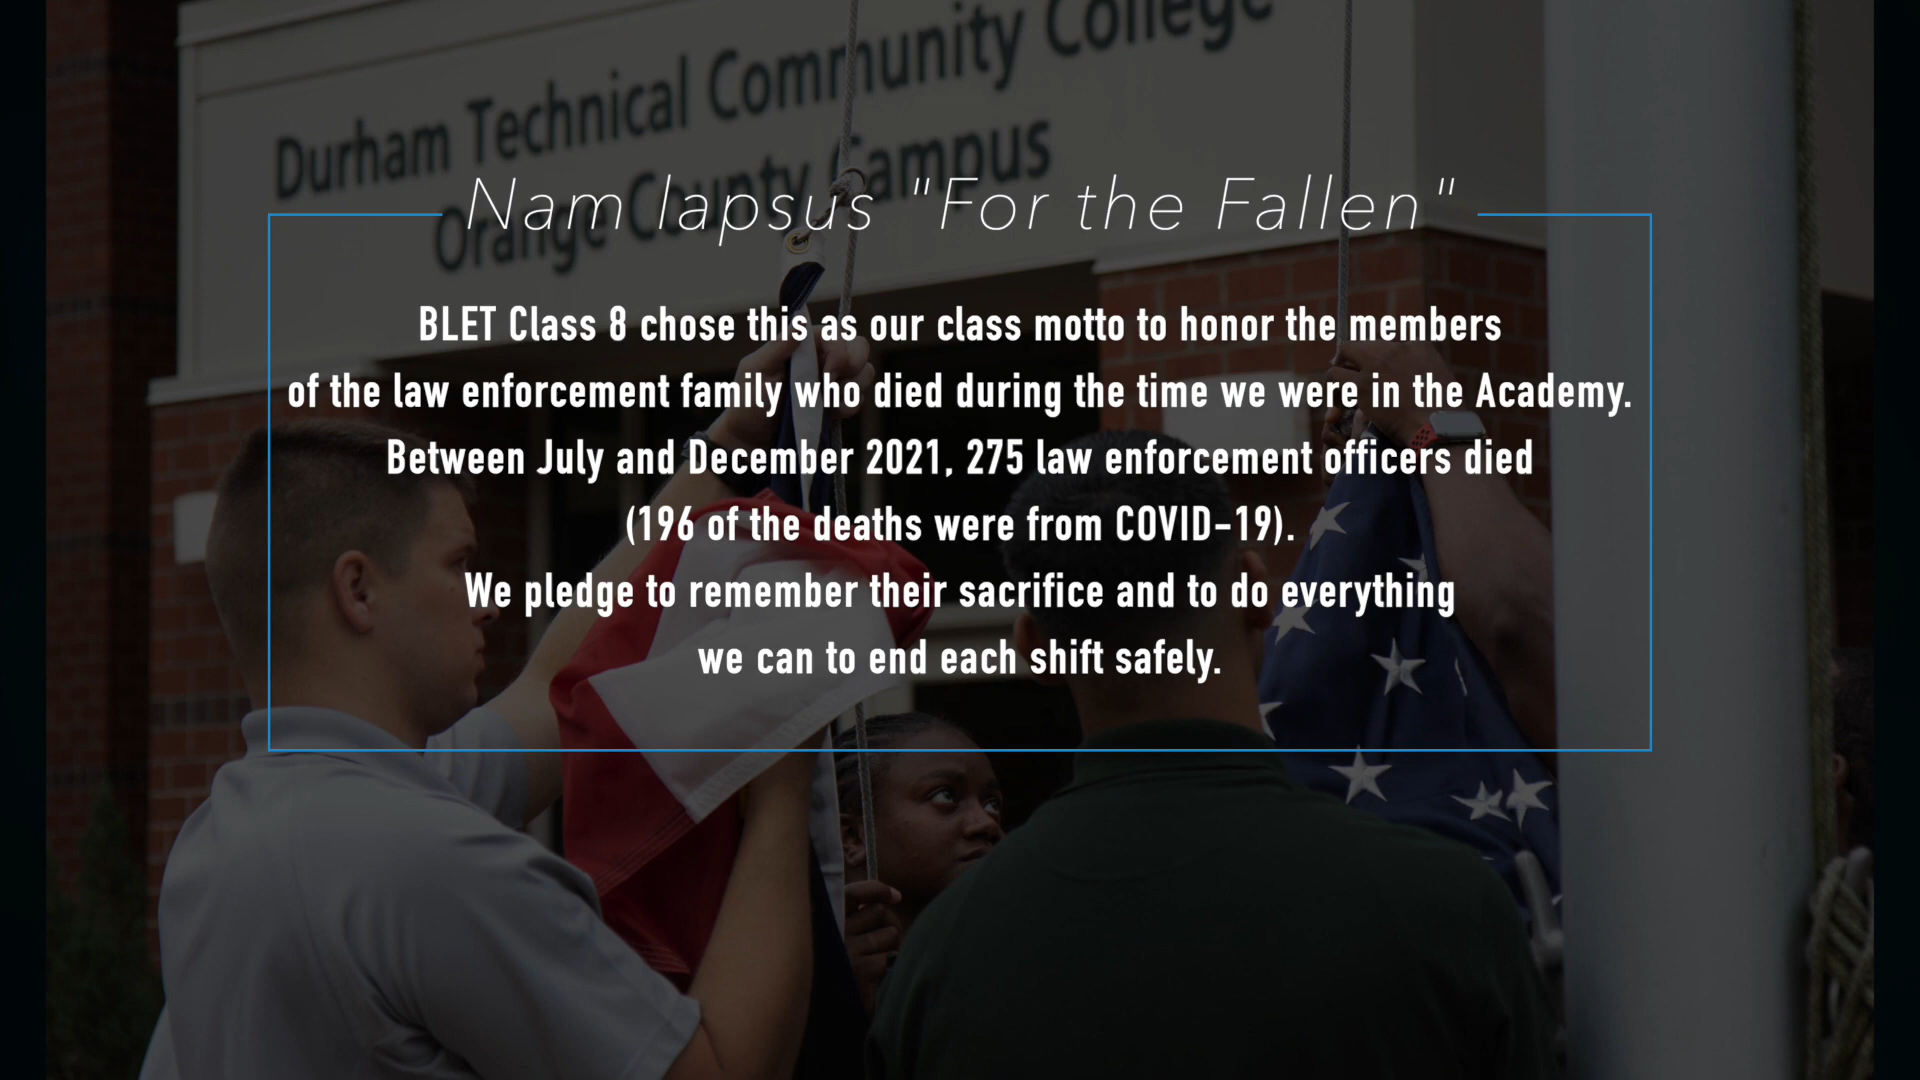 Durham Technical Community College
Orange County Campus
Nam lapsus "For the Fallen"
BLET Class 8 chose this as our class motto to honor the members
of the law enforcement family who died during the time we were in the Academy.
Between July and December 2021, 275 law enforcement officers died
(196 of the deaths were from COVID-19).
We pledge to remember their sacrifice and to do everything
we can to end each shift safely.